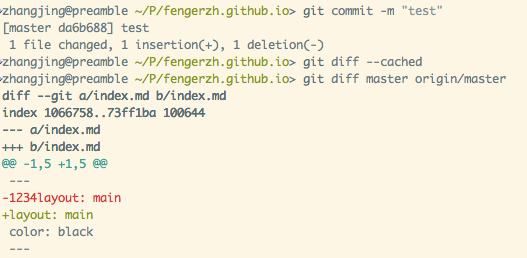 >zhangjing@preamble ~/P/fengerzh.github.io> git commit -m "test"
[master da6b688] test
 1 file changed, 1 insertion(+), 1 deletion(-)
>zhangjing@preamble ~/P/fengerzh.github.io> git diff --cached
>zhangjing@preamble ~/P/fengerzh.github.io> git diff master origin/master
diff --git a/index.md b/index.md
index 1066758..73ff1ba 100644
--- a/index.md
+++ b/index.md
@@ -1,5 +1,5 @@
 ---
-1234layout: main
+layout: main
 color: black
 ---